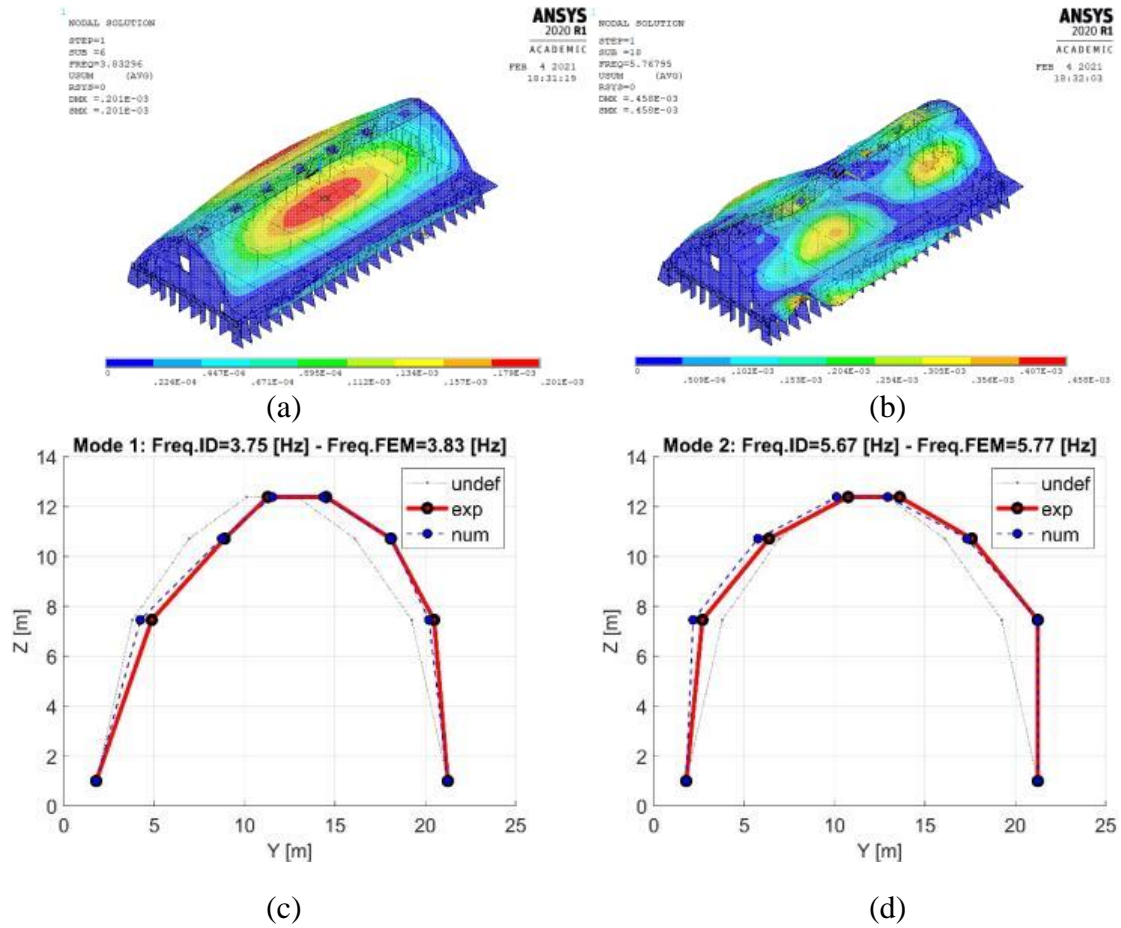 1
NODAL SOLUTION
STEP=1
SUB =6
FREQ=3.83296
USUM (AVG)
RSYS=0
DMX =.201E-03
SMX =.201E-03
ANSYS
2020 R1
ACADEMIC
FEB 4 2021
18:31:19
0 .224E-04 .447E-04 .671E-04 .895E-04 .112E-03 .134E-03 .157E-03 .179E-03 .201E-03
(a)
1
NODAL SOLUTION
STEP=1
SUB =18
FREQ=5.76795
USUM (AVG)
RSYS=0
DMX =.458E-03
SMX =.458E-03
ANSYS
2020 R1
ACADEMIC
FEB 4 2021
18:32:03
0 .509E-04 .102E-03 .153E-03 .204E-03 .254E-03 .305E-03 .356E-03 .407E-03 .458E-03
(b)
Mode 1: Freq.ID=3.75 [Hz] - Freq.FEM=3.83 [Hz]
undef
exp
num
Z [m]
14
12
10
8
6
4
2
0
0 5 10 15 20 25
Y [m]
(c)
Mode 2: Freq.ID=5.67 [Hz] - Freq.FEM=5.77 [Hz]
undef
exp
num
Z [m]
14
12
10
8
6
4
2
0
0 5 10 15 20 25
Y [m]
(d)